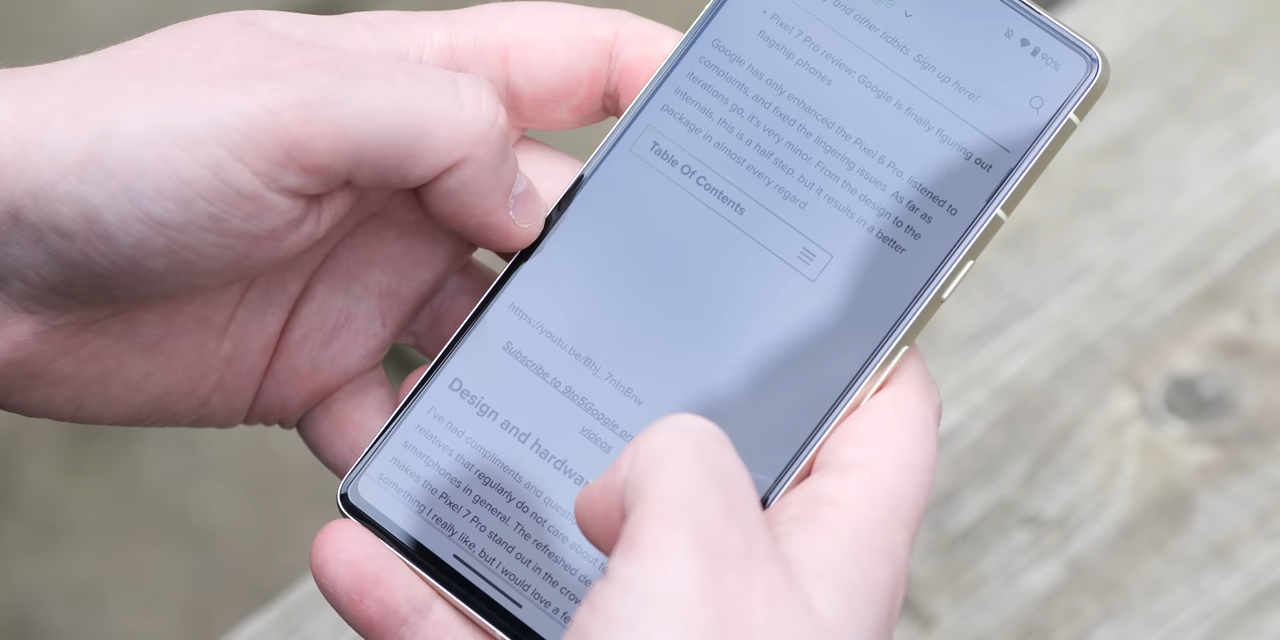 90%
y and other tidbits. Sign up here!
• Pixel 7 Pro review: Google is finally figuring out
flagship phones
Google has only enhanced the Pixel 6 Pro, listened to
complaints, and fixed the lingering issues. As far as
iterations go, it's very minor. From the design to the
internals, this is a half step, but it results in a better
package in almost every regard.
Table Of Contents
https://youtu.be/Bhj_7nlnBrw
Subscribe to 9to5Google on
videos
Design and hardwa
I've had compliments and questi
relatives that regularly do not care about te
smartphones in general. The refreshed de
makes the Pixel 7 Pro stand out in the crow
something I really like, but I would love a fe